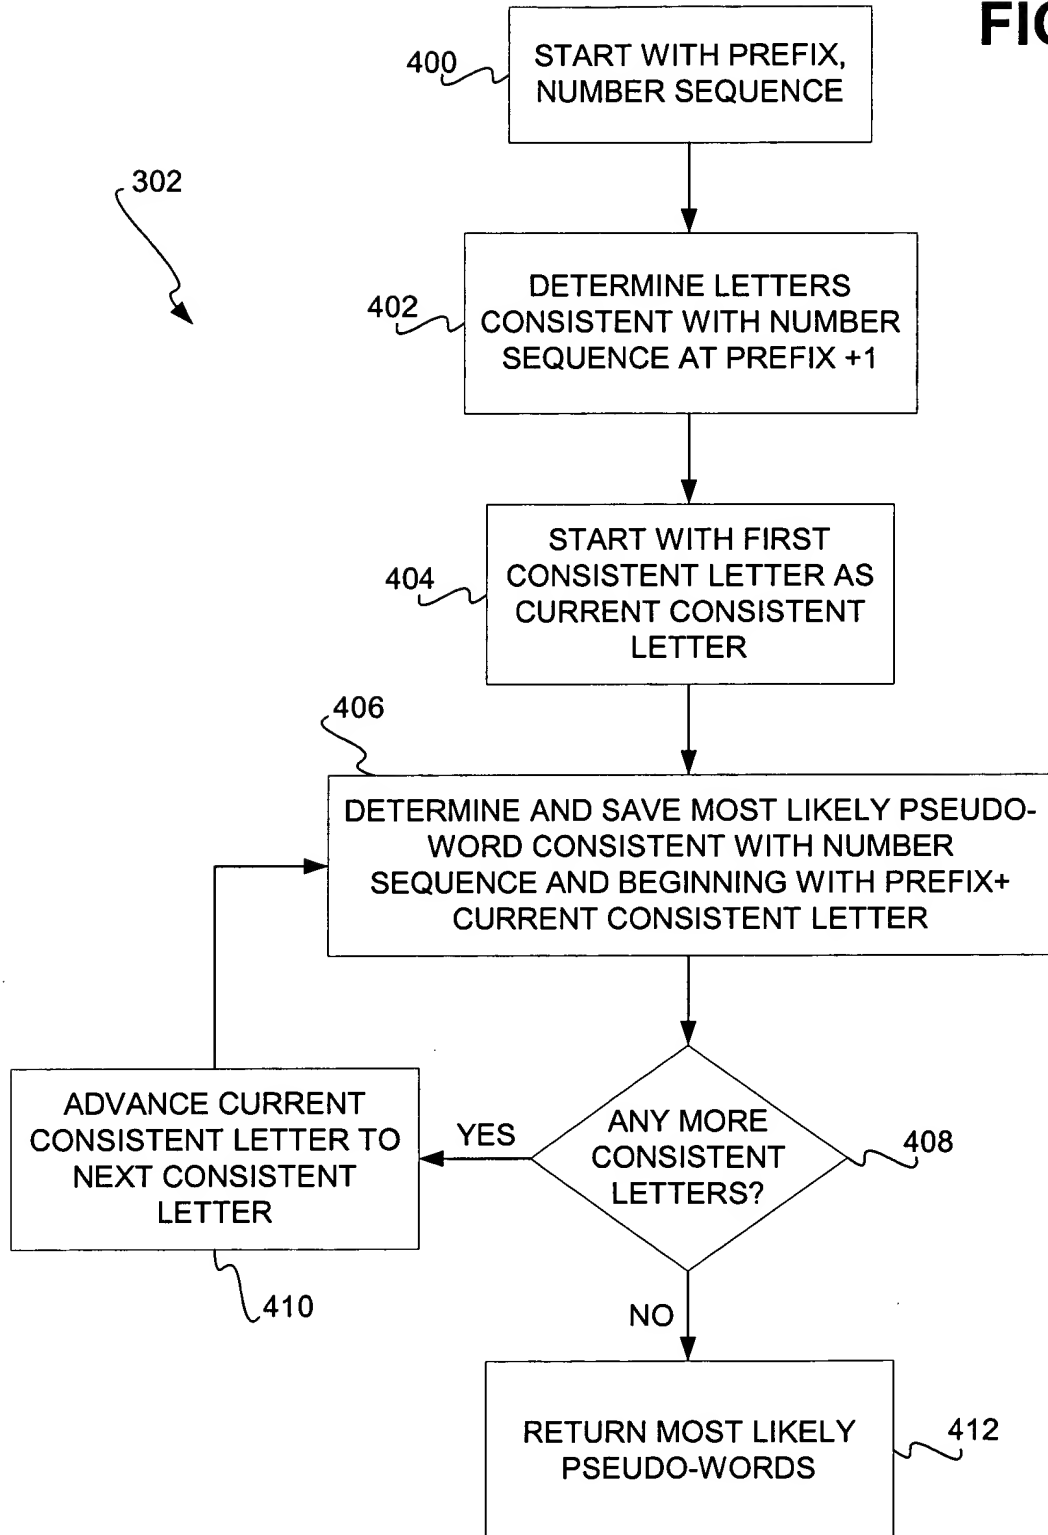 FIG
400
START WITH PREFIX,
NUMBER SEQUENCE
302
402
DETERMINE LETTERS
CONSISTENT WITH NUMBER
SEQUENCE AT PREFIX +1
404
START WITH FIRST
CONSISTENT LETTER AS
CURRENT CONSISTENT
LETTER
406
DETERMINE AND SAVE MOST LIKELY PSEUDO-
WORD CONSISTENT WITH NUMBER
SEQUENCE AND BEGINNING WITH PREFIX+
CURRENT CONSISTENT LETTER
ADVANCE CURRENT
CONSISTENT LETTER TO
NEXT CONSISTENT
LETTER
YES
ANY MORE
CONSISTENT
LETTERS?
408
410
NO
RETURN MOST LIKELY
PSEUDO-WORDS
412